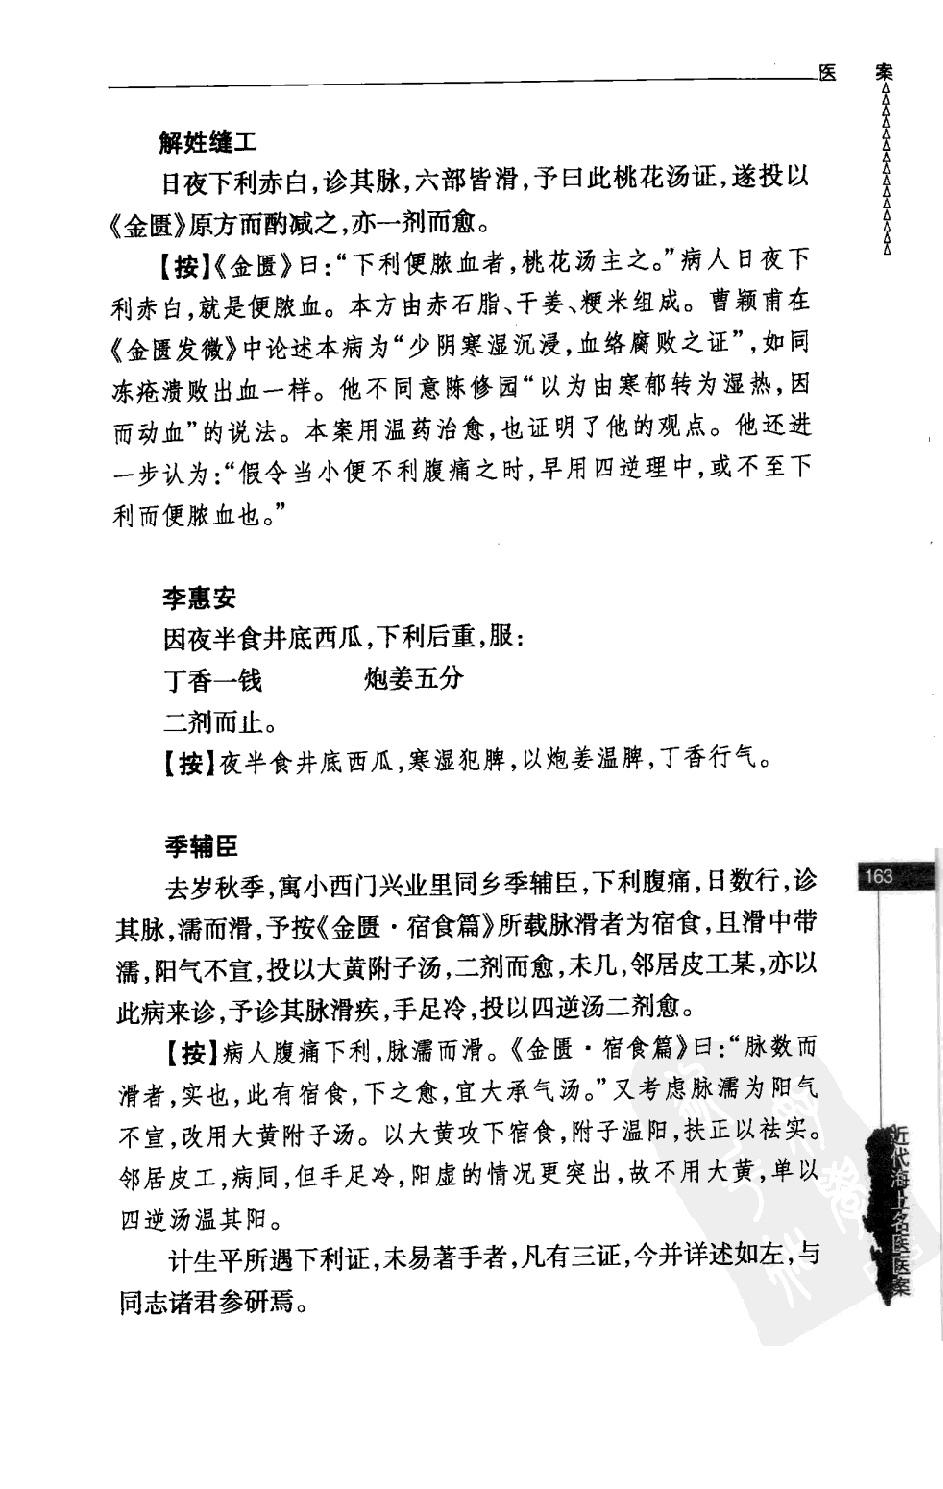 医　案
解姓缝工
日夜下利赤白,诊其脉,六部皆滑,予曰此桃花汤证,遂投以
《金匮》原方而酌减之,亦一剂而愈。
【按】《金匮》曰:“下利便脓血者,桃花汤主之。”病人日夜下
利赤白,就是便脓血。本方由赤石脂、干姜、粳米组成。曹颖甫在
《金匮发微》中论述本病为“少阴寒湿沉浸,血络腐败之证”,如同
冻疮溃败出血一样。他不同意陈修园“以为由寒郁转为湿热,因
而动血”的说法。本案用温药治愈,也证明了他的观点。他还进
一步认为:“假令当小便不利腹痛之时,早用四逆理中,或不至下
利而便脓血也。”
李惠安
因夜半食井底西瓜,下利后重,服:
丁香一钱　炮姜五分
二剂而止。
【按】夜半食井底西瓜,寒湿犯脾,以炮姜温脾,丁香行气。
季辅臣
去岁秋季,寓小西门兴业里同乡季辅臣,下利腹痛,日数行,诊
其脉,濡而滑,予按《金匮·宿食篇》所载脉滑者为宿食,且滑中带
濡,阳气不宣,投以大黄附子汤,二剂而愈,未几,邻居皮工某,亦以
此病来诊,予诊其脉滑疾,手足冷,投以四逆汤二剂愈。
【按】病人腹痛下利,脉濡而滑。《金匮·宿食篇》曰:“脉数而
滑者,实也,此有宿食,下之愈,宜大承气汤。”又考虑脉濡为阳气
不宣,改用大黄附子汤。以大黄攻下宿食,附子温阳,扶正以祛实。
邻居皮工,病同,但手足冷,阳虚的情况更突出,故不用大黄,单以
四逆汤温其阳。
计生平所遇下利证,未易著手者,凡有三证,今并详述如左,与
同志诸君参研焉。
163
近代海上名医医案